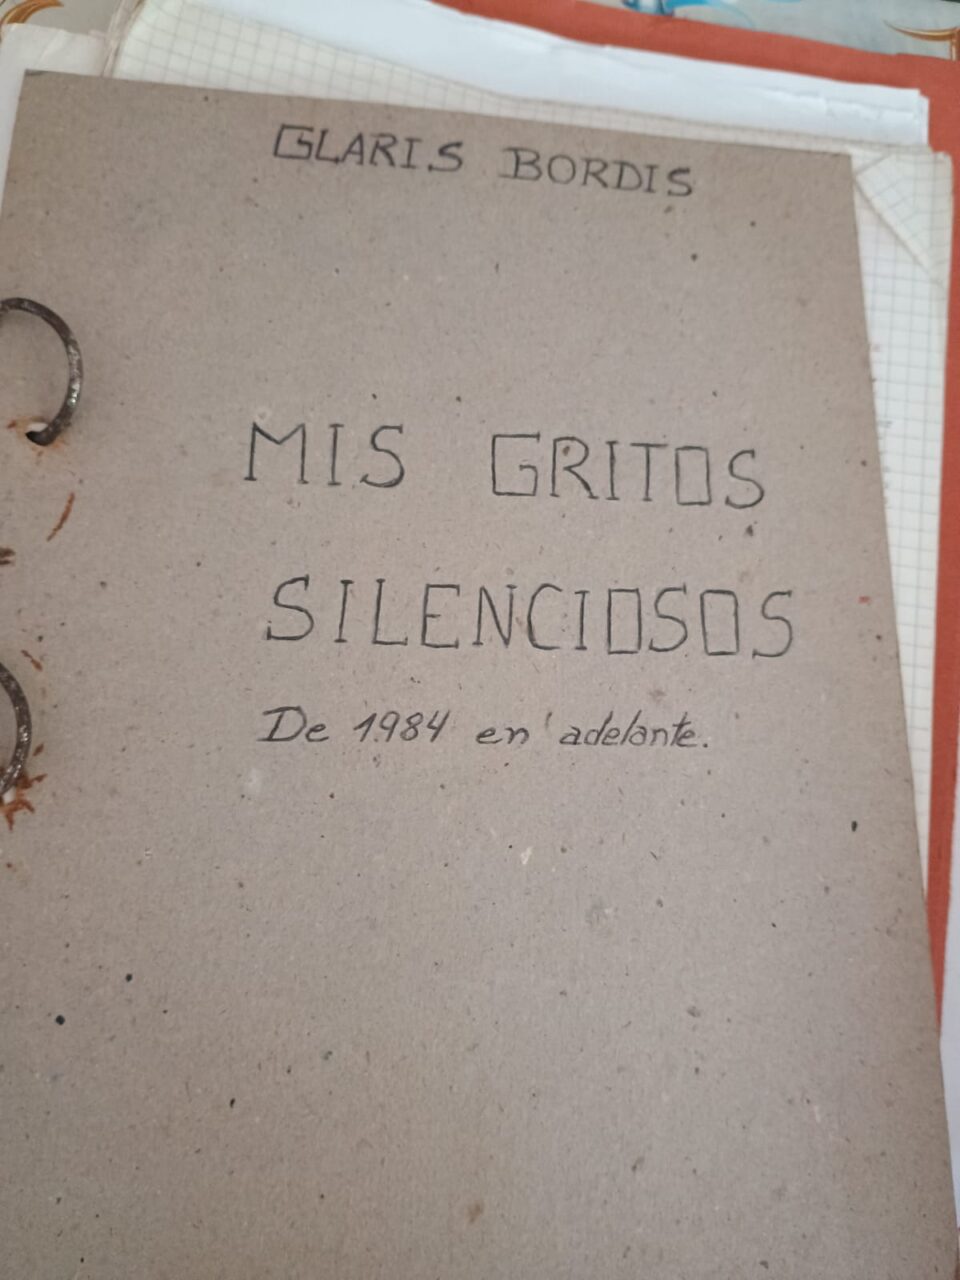 GLARIS BORDIS
MIS GRITOS
SILENCIOSOS
De 1984 en adelante.